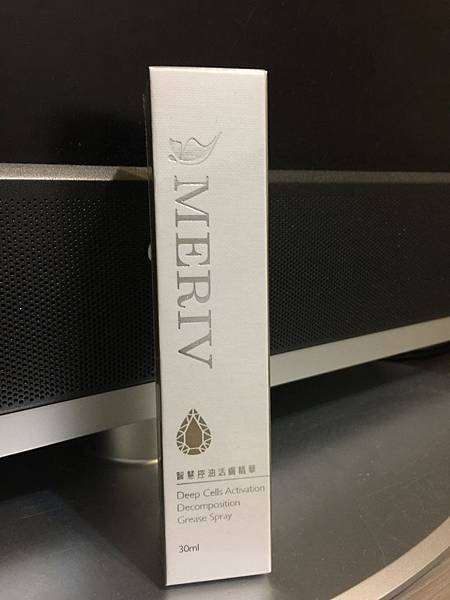 MERIV
智慧控油活膚精華
Deep Cells Activation
Decomposition
Grease Spray
30ml